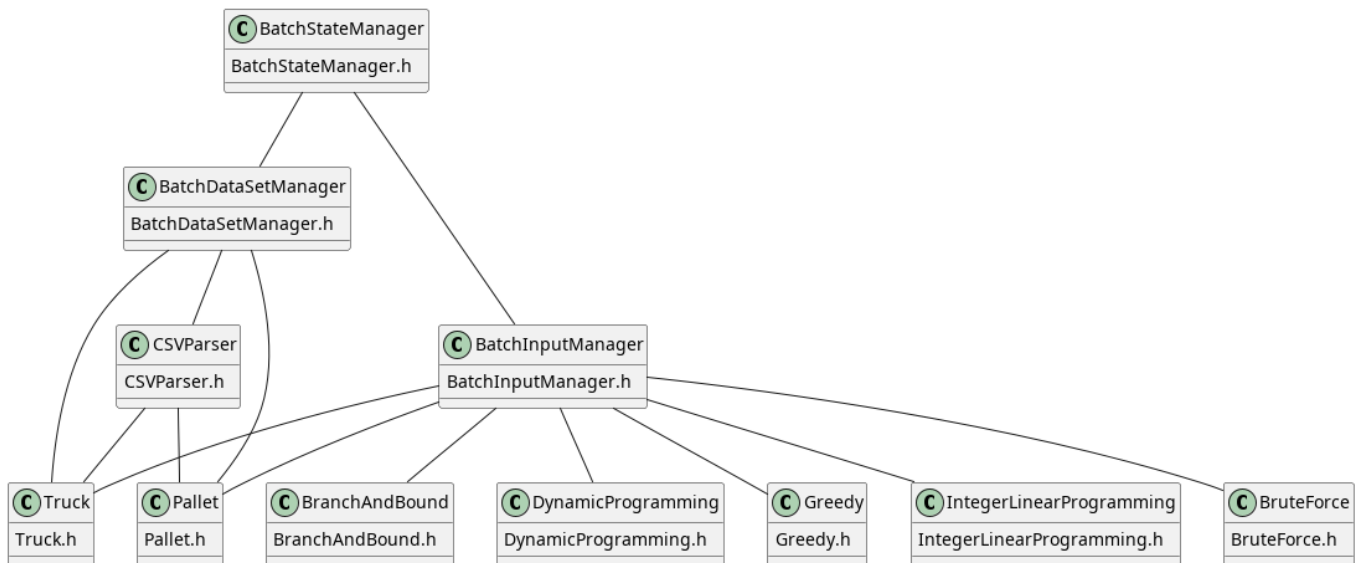 C BatchStateManager
BatchStateManager.h
C BatchDataSetManager
BatchDataSetManager.h
C CSVParser
CSVParser.h
C BatchInputManager
BatchInputManager.h
C Truck
Truck.h
C Pallet
Pallet.h
C BranchAndBound
BranchAndBound.h
C DynamicProgramming
DynamicProgramming.h
C Greedy
Greedy.h
C IntegerLinearProgramming
IntegerLinearProgramming.h
C BruteForce
BruteForce.h